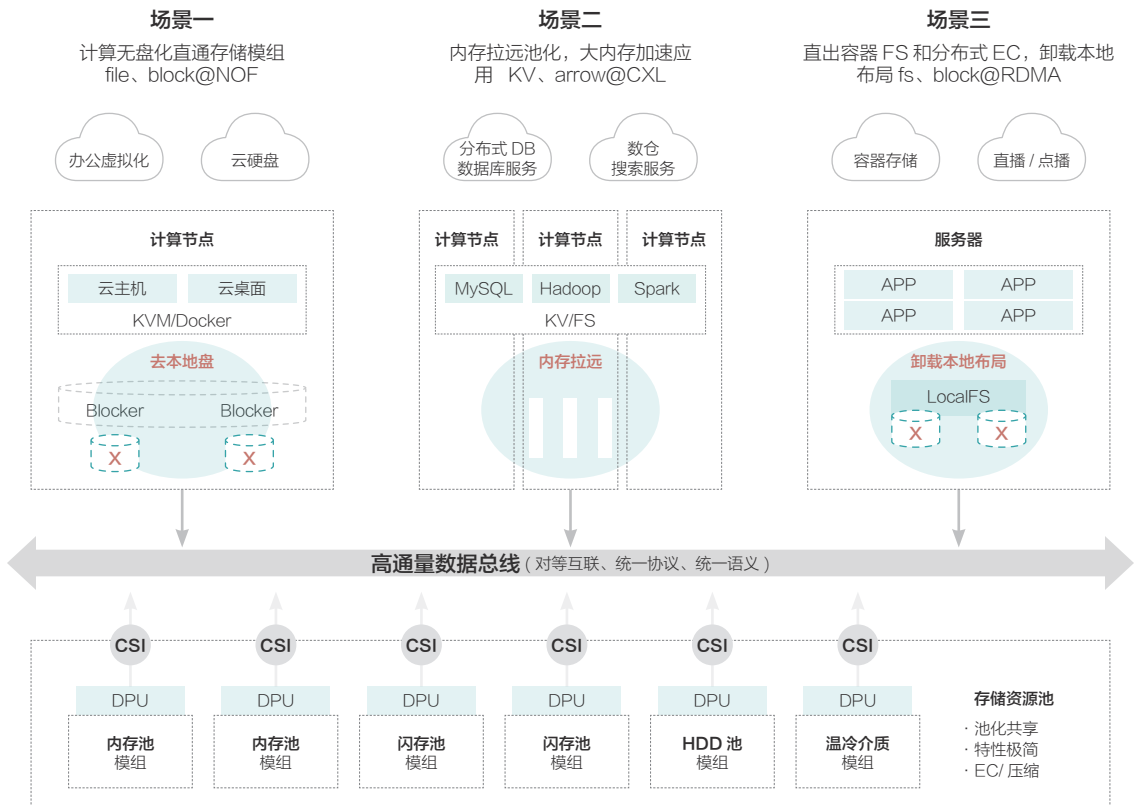 场景一
计算无盘化直通存储模组
file、block@NOF
办公虚拟化
云硬盘
计算节点
云主机
云桌面
KVM/Docker
去本地盘
Blocker
Blocker
X
X
场景二
内存拉远池化，大内存加速应
用 KV、arrow@CXL
分布式 DB
数据库服务
数仓
搜索服务
计算节点
计算节点
计算节点
MySQL
Hadoop
Spark
KV/FS
内存拉远
场景三
直出容器 FS 和分布式 EC，卸载本地
布局 fs、block@RDMA
容器存储
直播 / 点播
服务器
APP
APP
APP
APP
卸载本地布局
LocalFS
X
X
高通量数据总线 ( 对等互联、统一协议、统一语义 )
CSI
CSI
CSI
CSI
CSI
CSI
DPU
DPU
DPU
DPU
DPU
DPU
内存池
模组
内存池
模组
闪存池
模组
闪存池
模组
HDD 池
模组
温冷介质
模组
存储资源池
· 池化共享
· 特性极简
· EC/ 压缩